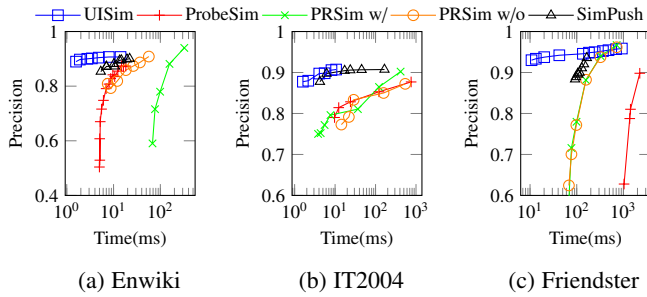 UISim ProbeSim PRSim w/ PRSim w/o SimPush
Precision
1
0.8
0.6
0.4
10^0 10^1 10^2
Time(ms)
(a) Enwiki
Precision
1
0.9
0.8
0.7
0.6
10^0 10^1 10^2 10^3
Time(ms)
(b) IT2004
Precision
1
0.9
0.8
0.7
0.6
10^1 10^2 10^3
Time(ms)
(c) Friendster